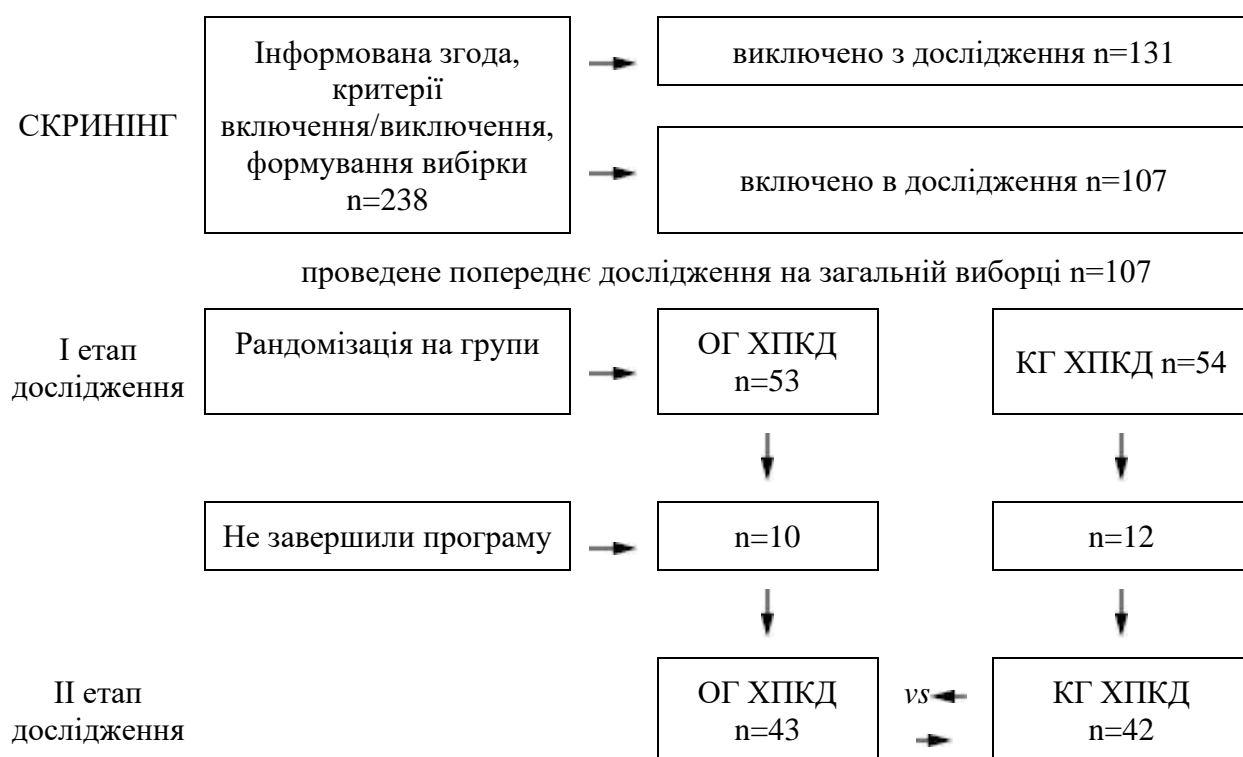 СКРИНІНГ
Інформована згода,
критерії
включення/виключення,
формування вибірки
n=238
виключено з дослідження n=131
включено в дослідження n=107
проведене попереднє дослідження на загальній виборці n=107
І етап
дослідження
Рандомізація на групи
ОГ ХПКД
n=53
КГ ХПКД n=54
Не завершили програму
n=10
n=12
ІІ етап
дослідження
ОГ ХПКД
n=43
vs
КГ ХПКД
n=42